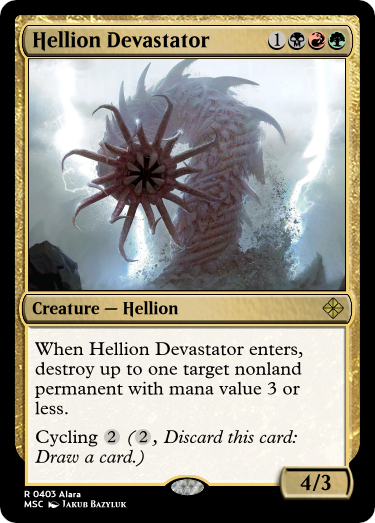 Hellion Devastator 1
Creature — Hellion
When Hellion Devastator enters,
destroy up to one target nonland
permanent with mana value 3 or
less.
Cycling 2 (2, Discard this card:
Draw a card.)
4/3
R 0403 Alara
MSC Jakub Bazyluk